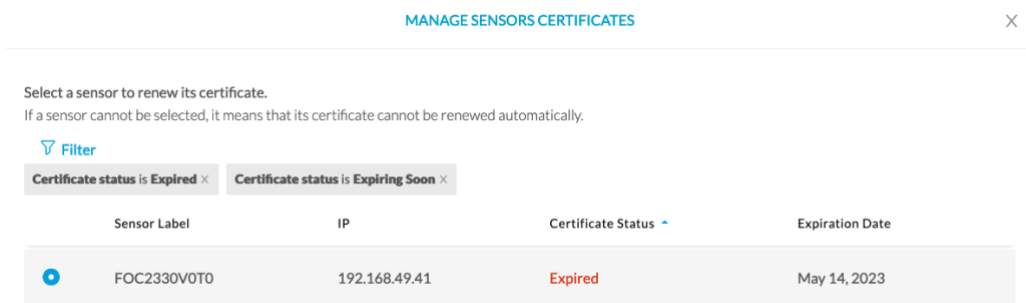 MANAGE SENSORS CERTIFICATES
Select a sensor to renew its certificate.
If a sensor cannot be selected, it means that its certificate cannot be renewed automatically.
Filter
Certificate status is Expired × Certificate status is Expiring Soon ×
Sensor Label IP Certificate Status Expiration Date
FOC2330V0T0 192.168.49.41 Expired May 14, 2023